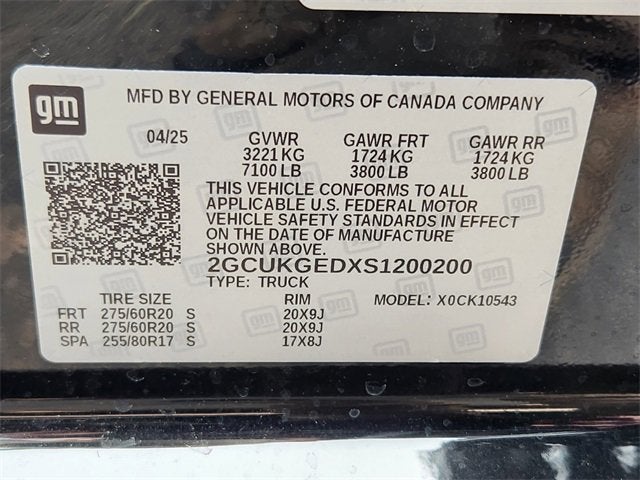 gm
MFD BY GENERAL MOTORS OF CANADA COMPANY
04/25 GVWR GAWR FRT GAWR RR
3221 KG 1724 KG 1724 KG
7100 LB 3800 LB 3800 LB
THIS VEHICLE CONFORMS TO ALL
APPLICABLE U.S. FEDERAL MOTOR
VEHICLE SAFETY STANDARDS IN EFFECT
ON THE DATE OF MANUFACTURE
SHOWN ABOVE.
2GCUKGEDXS1200200
TYPE: TRUCK
TIRE SIZE RIM MODEL: X0CK10543
FRT 275/60R20 S 20X9J
RR 275/60R20 S 20X9J
SPA 255/80R17 S 17X8J